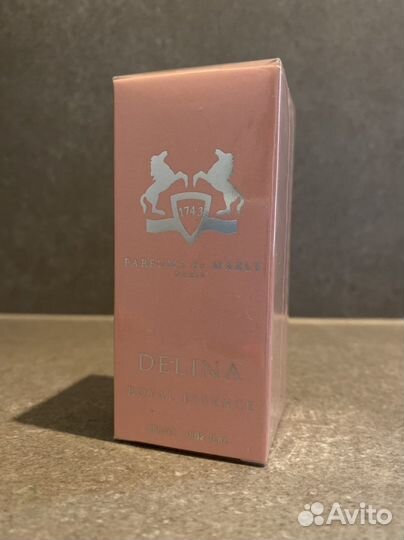 1743
PARFUMS de MARLY
PARIS
DELINA
ROYAL ESSENCE
Avito